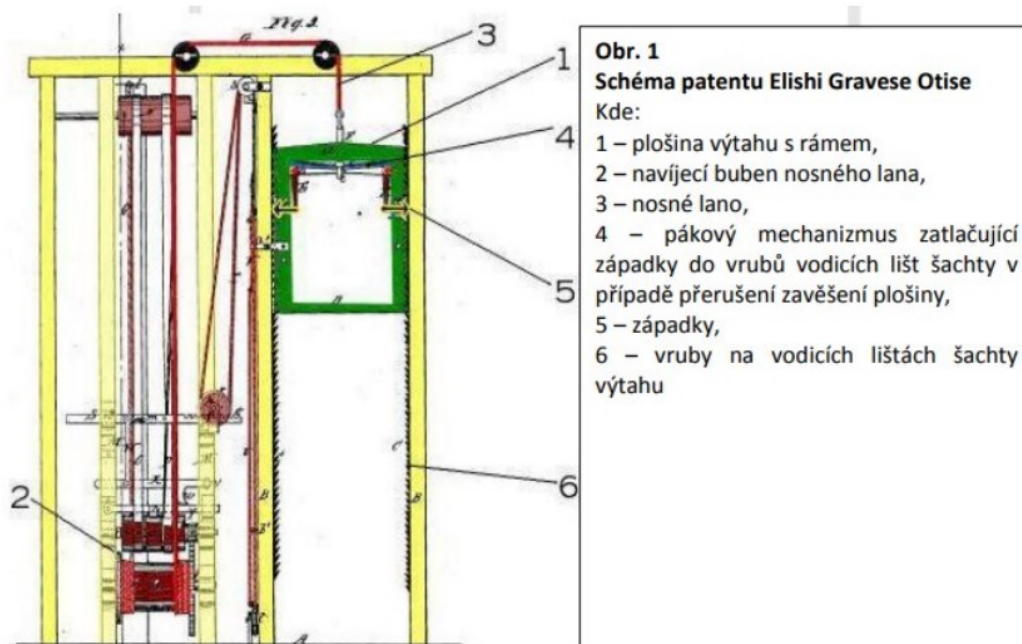 Fig. 2.
3
1
4
5
6
2
Obr. 1
Schéma patentu Elishi Gravese Otise
Kde:
1 – plošina výtahu s rámem,
2 – navíjecí buben nosného lana,
3 – nosné lano,
4 – pákový mechanizmus zatlačující
západky do vrubů vodicích lišt šachty v
případě přerušení zavěšení plošiny,
5 – západky,
6 – vruby na vodicích lištách šachty
výtahu